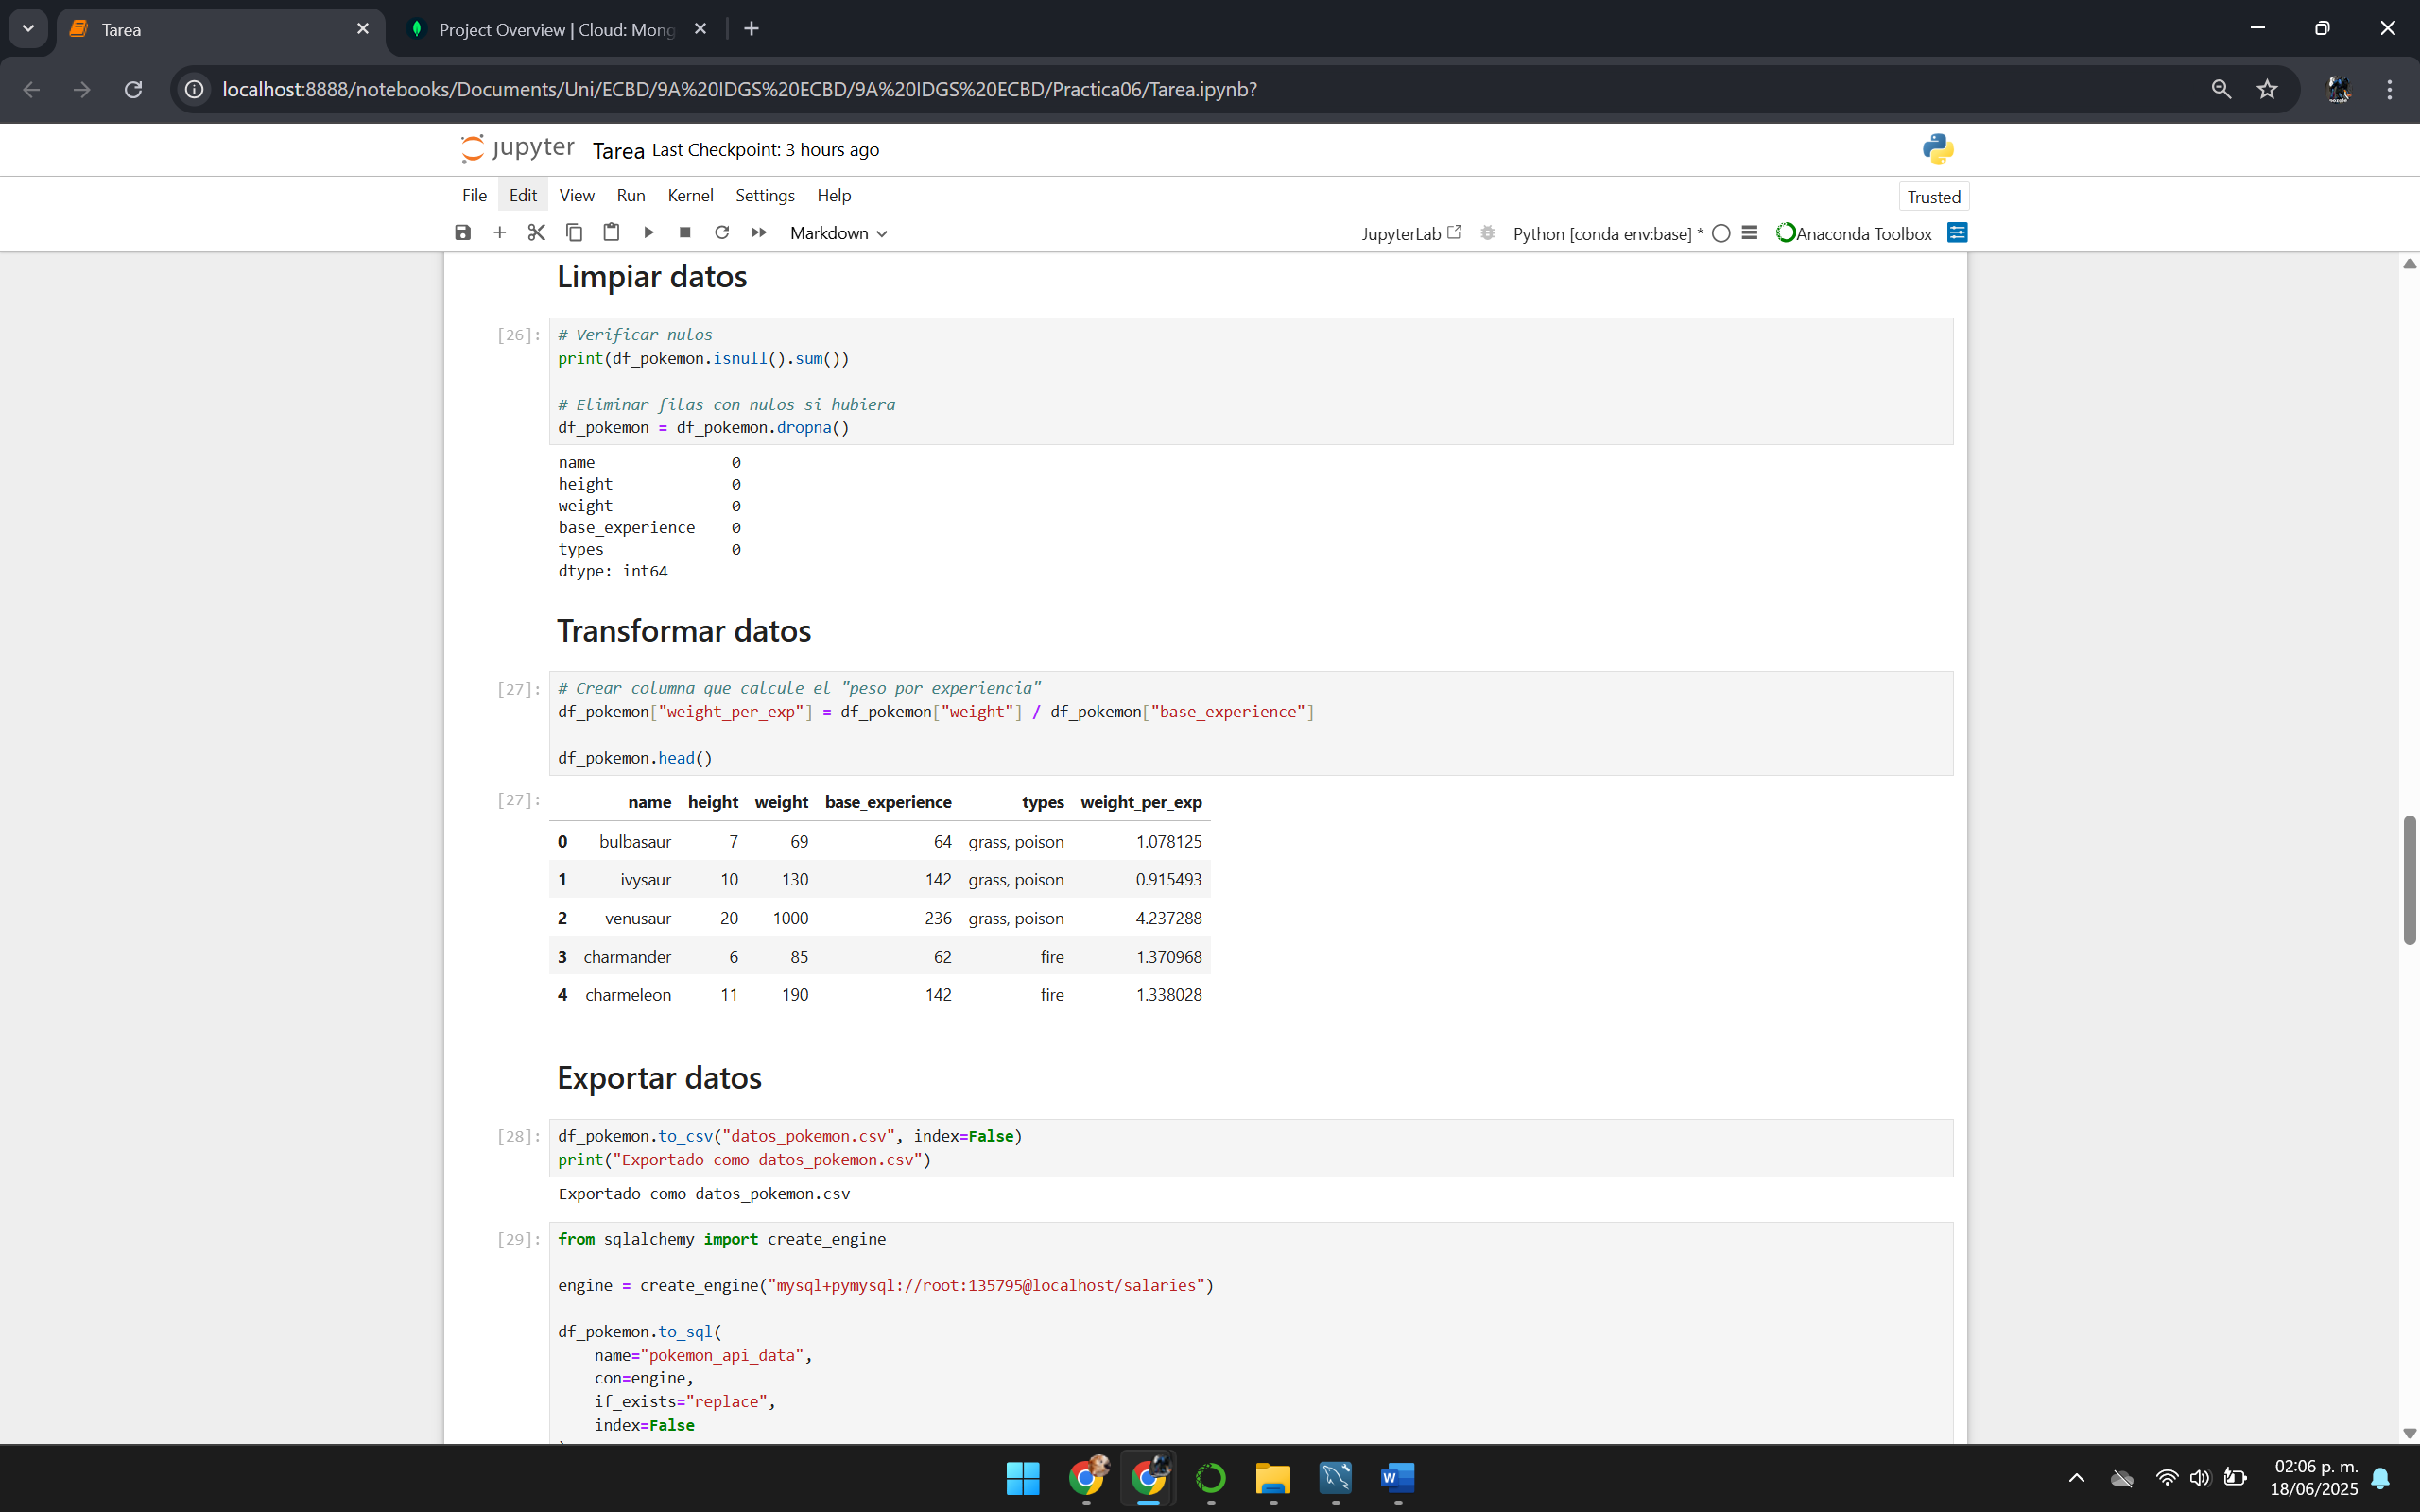 Tarea
Project Overview | Cloud: Mong
localhost:8888/notebooks/Documents/Uni/ECBD/9A%20IDGS%20ECBD/9A%20IDGS%20ECBD/Practica06/Tarea.ipynb?
jupyter Tarea Last Checkpoint: 3 hours ago
File Edit View Run Kernel Settings Help
Trusted
Markdown
JupyterLab Python [conda env:base] * Anaconda Toolbox
Limpiar datos
[26]: # Verificar nulos
print(df_pokemon.isnull().sum())
# Eliminar filas con nulos si hubiera
df_pokemon = df_pokemon.dropna()
name 0
height 0
weight 0
base_experience 0
types 0
dtype: int64
Transformar datos
[27]: # Crear columna que calcule el "peso por experiencia"
df_pokemon["weight_per_exp"] = df_pokemon["weight"] / df_pokemon["base_experience"]
df_pokemon.head()
[27]: name height weight base_experience types weight_per_exp
0 bulbasaur 7 69 64 grass, poison 1.078125
1 ivysaur 10 130 142 grass, poison 0.915493
2 venusaur 20 1000 236 grass, poison 4.237288
3 charmander 6 85 62 fire 1.370968
4 charmeleon 11 190 142 fire 1.338028
Exportar datos
[28]: df_pokemon.to_csv("datos_pokemon.csv", index=False)
print("Exportado como datos_pokemon.csv")
Exportado como datos_pokemon.csv
[29]: from sqlalchemy import create_engine
engine = create_engine("mysql+pymysql://root:135795@localhost/salaries")
df_pokemon.to_sql(
name="pokemon_api_data",
con=engine,
if_exists="replace",
index=False
02:06 p. m.
18/06/2025